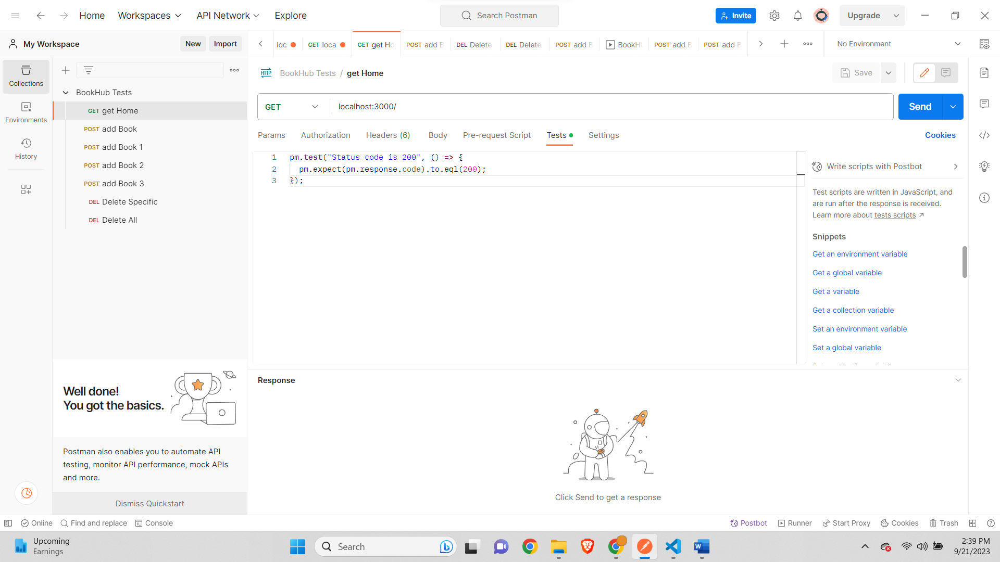 Home
Workspaces
API Network
Explore
Search Postman
Invite
Upgrade
My Workspace
New
Import
loc
GET loca
GET get Ho
POST add B
DEL Delete
DEL Delete
POST add B
BookHu
POST add B
POST add B
No Environment
Collections
Environments
History
BookHub Tests
GET get Home
POST add Book
POST add Book 1
POST add Book 2
POST add Book 3
DEL Delete Specific
DEL Delete All
HTTP
BookHub Tests / get Home
Save
GET
localhost:3000/
Send
Params
Authorization
Headers (6)
Body
Pre-request Script
Tests
Settings
Cookies
1 pm.test("Status code is 200", () => {
2 pm.expect(pm.response.code).to.eql(200);
3 });
Write scripts with Postbot
Test scripts are written in JavaScript, and
are run after the response is received.
Learn more about tests scripts
Snippets
Get an environment variable
Get a global variable
Get a variable
Get a collection variable
Set an environment variable
Set a global variable
Response
Click Send to get a response
Well done!
You got the basics.
Postman also enables you to automate API
testing, monitor API performance, mock APIs
and more.
Dismiss Quickstart
Online
Find and replace
Console
Postbot
Runner
Start Proxy
Cookies
Trash
Upcoming
Earnings
Search
2:39 PM
9/21/2023